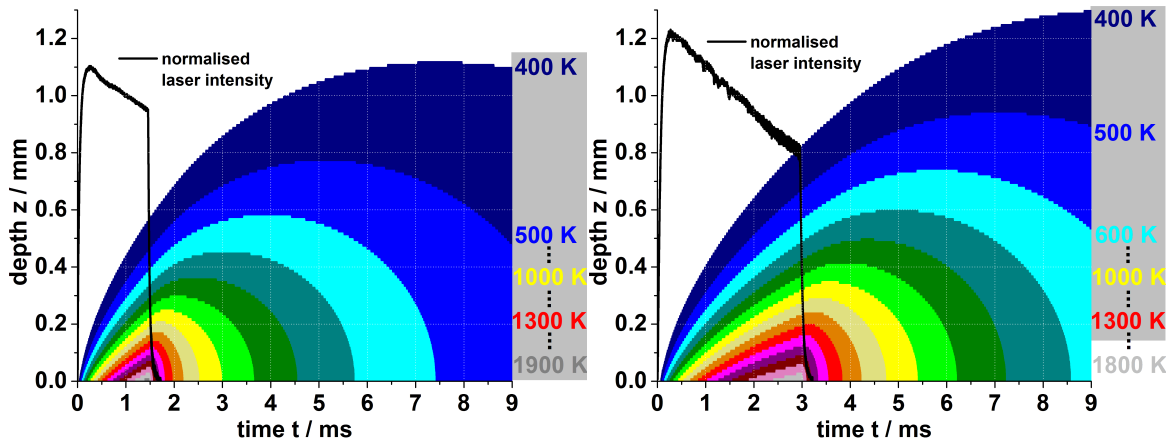 1.2
1.0
0.8
0.6
0.4
0.2
0.0
depth z / mm
normalised
laser intensity
400 K
500 K
1000 K
1300 K
1900 K
0 1 2 3 4 5 6 7 8 9
time t / ms
1.2
1.0
0.8
0.6
0.4
0.2
0.0
depth z / mm
normalised
laser intensity
400 K
500 K
600 K
1000 K
1300 K
1800 K
0 1 2 3 4 5 6 7 8 9
time t / ms